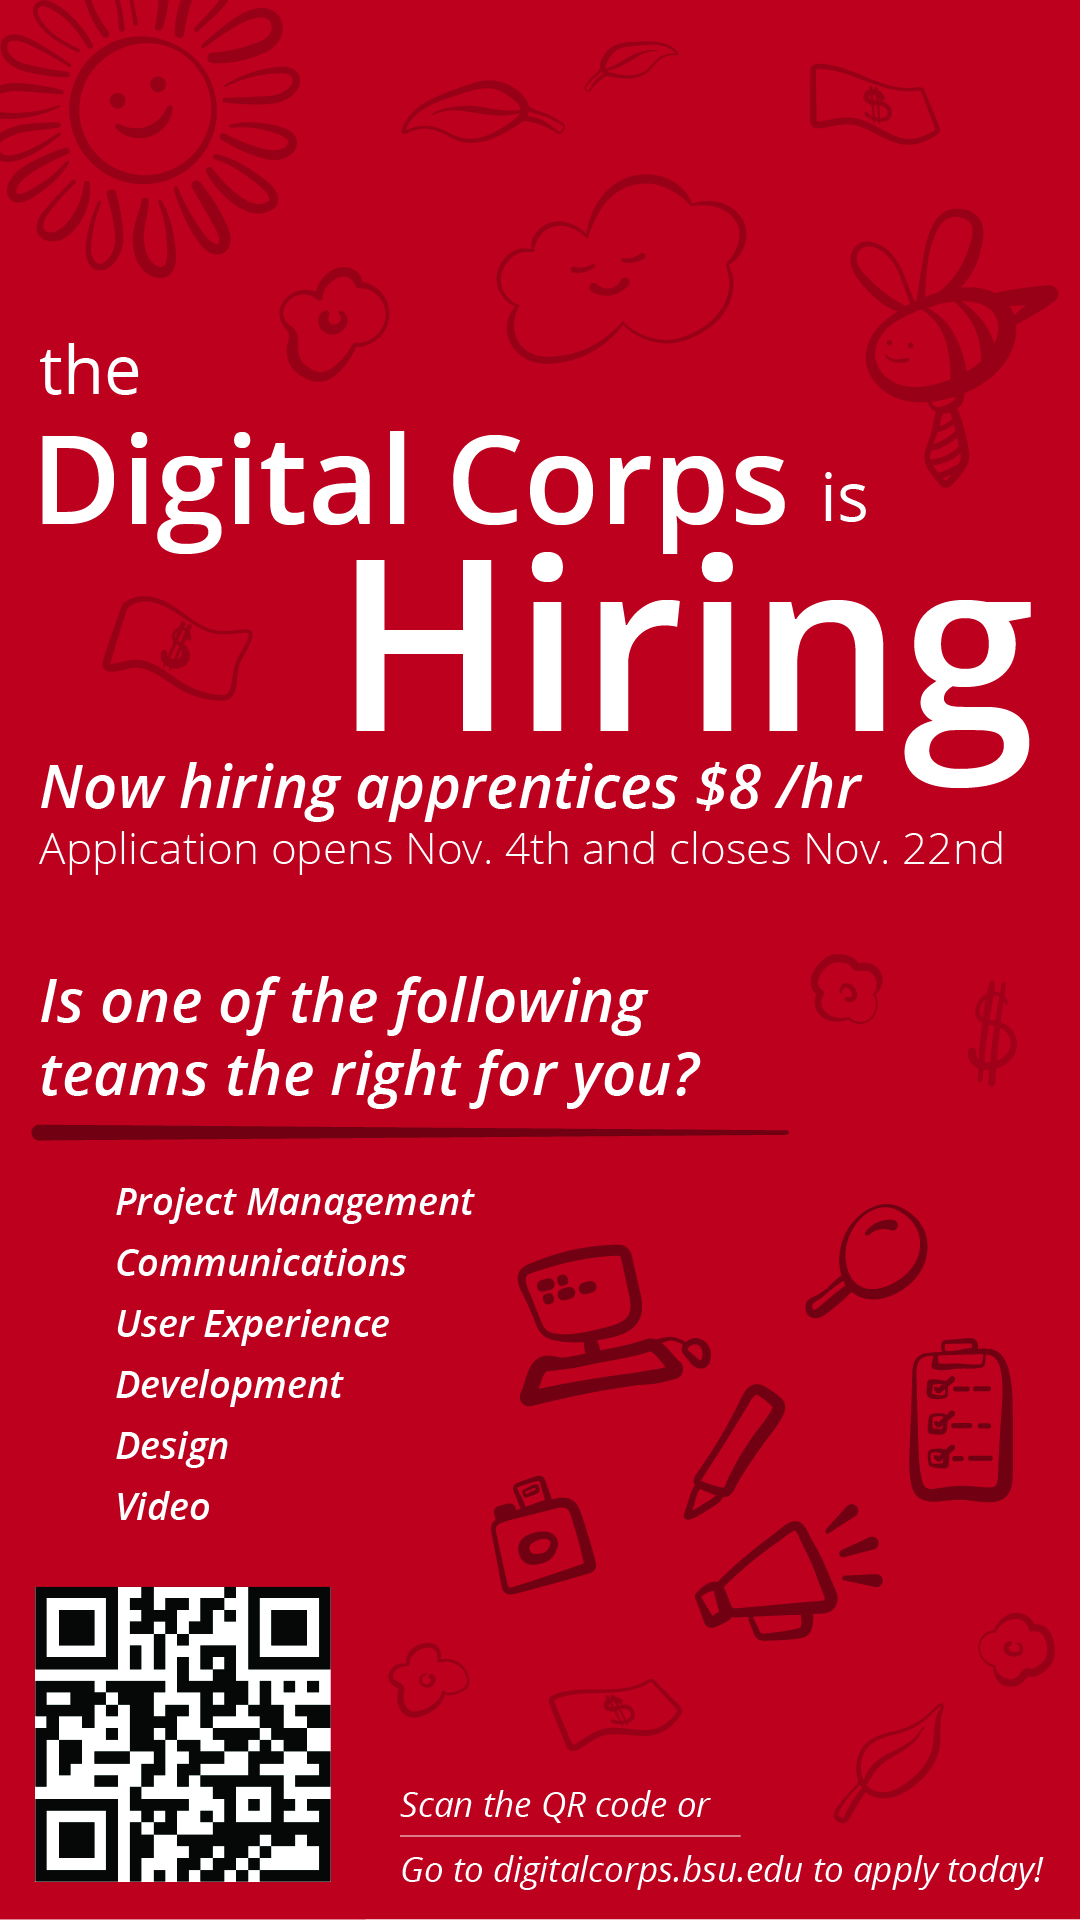 the
Digital Corps is
Hiring
Now hiring apprentices $8 /hr
Application opens Nov. 4th and closes Nov. 22nd
Is one of the following
teams the right for you?
Project Management
Communications
User Experience
Development
Design
Video
Scan the QR code or
Go to digitalcorps.bsu.edu to apply today!